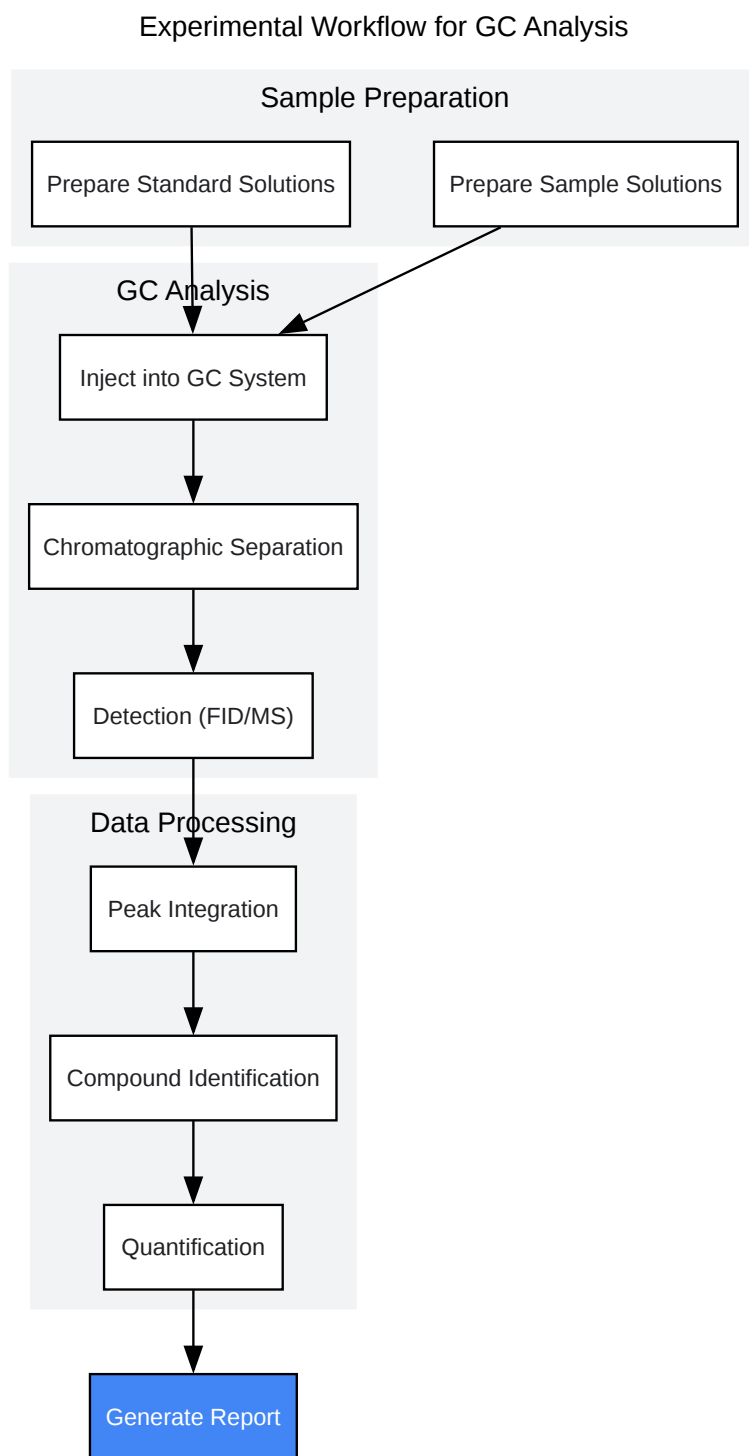 Experimental Workflow for GC Analysis
Sample Preparation
Prepare Standard Solutions
Prepare Sample Solutions
GC Analysis
Inject into GC System
Chromatographic Separation
Detection (FID/MS)
Data Processing
Peak Integration
Compound Identification
Quantification
Generate Report